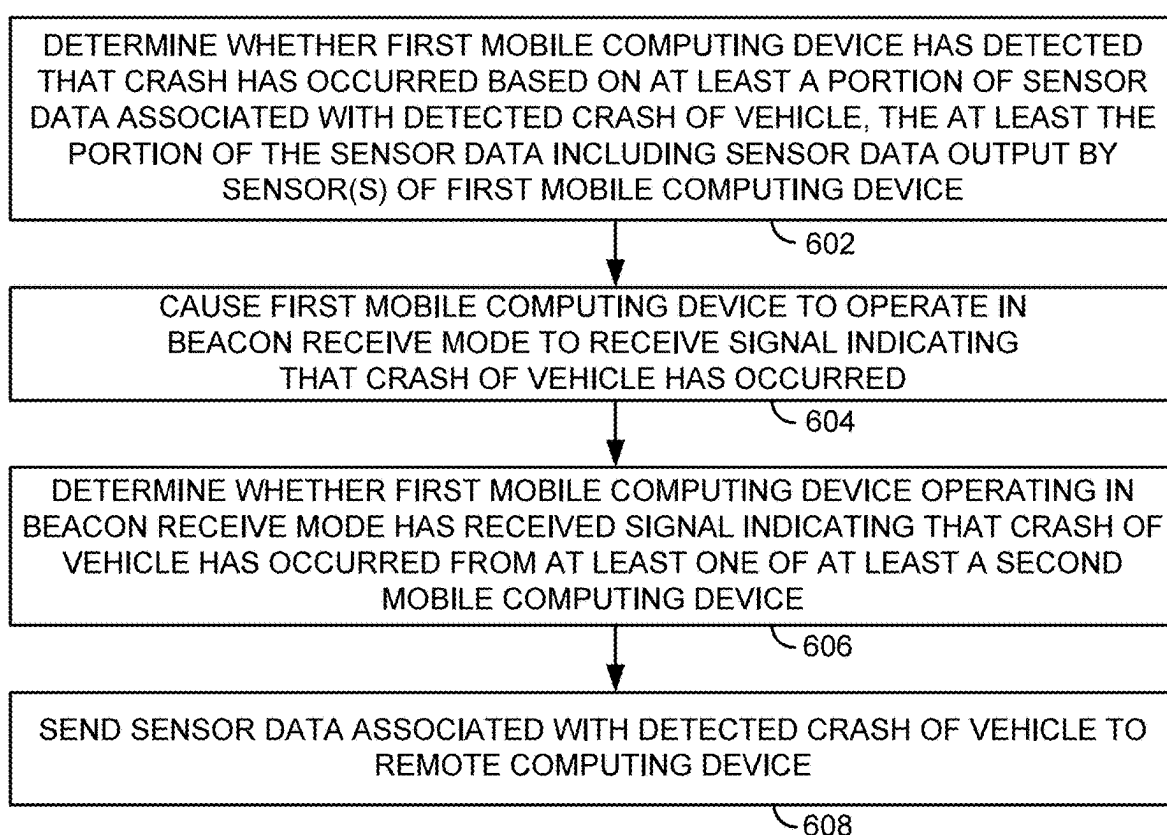 DETERMINE WHETHER FIRST MOBILE COMPUTING DEVICE HAS DETECTED
THAT CRASH HAS OCCURRED BASED ON AT LEAST A PORTION OF SENSOR
DATA ASSOCIATED WITH DETECTED CRASH OF VEHICLE, THE AT LEAST THE
PORTION OF THE SENSOR DATA INCLUDING SENSOR DATA OUTPUT BY
SENSOR(S) OF FIRST MOBILE COMPUTING DEVICE
602
CAUSE FIRST MOBILE COMPUTING DEVICE TO OPERATE IN
BEACON RECEIVE MODE TO RECEIVE SIGNAL INDICATING
THAT CRASH OF VEHICLE HAS OCCURRED
604
DETERMINE WHETHER FIRST MOBILE COMPUTING DEVICE OPERATING IN
BEACON RECEIVE MODE HAS RECEIVED SIGNAL INDICATING THAT CRASH OF
VEHICLE HAS OCCURRED FROM AT LEAST ONE OF AT LEAST A SECOND
MOBILE COMPUTING DEVICE
606
SEND SENSOR DATA ASSOCIATED WITH DETECTED CRASH OF VEHICLE TO
REMOTE COMPUTING DEVICE
608